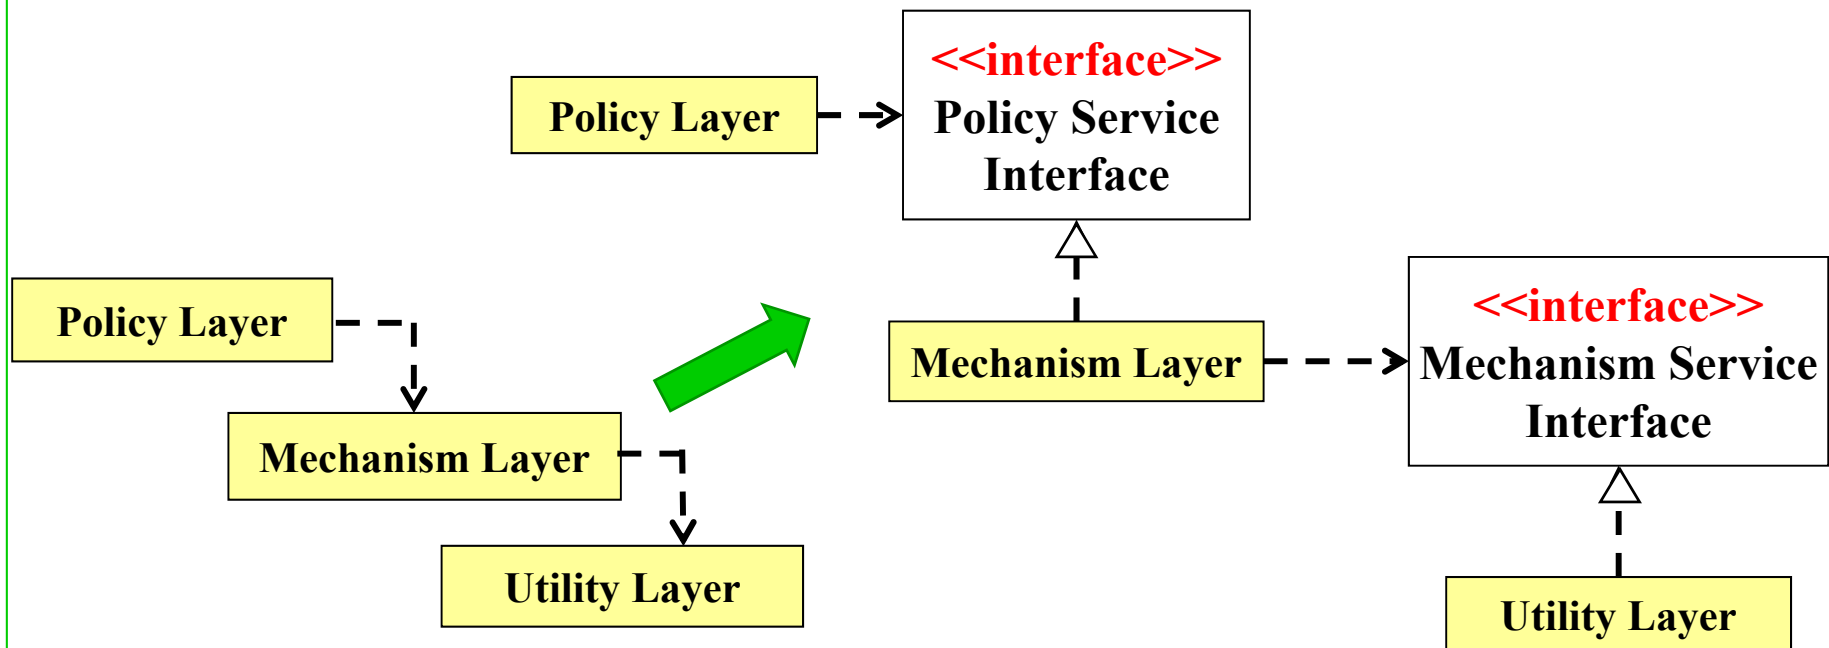 Policy Layer
Mechanism Layer
Utility Layer
Policy Layer
<<interface>>
Policy Service
Interface
Mechanism Layer
<<interface>>
Mechanism Service
Interface
Utility Layer